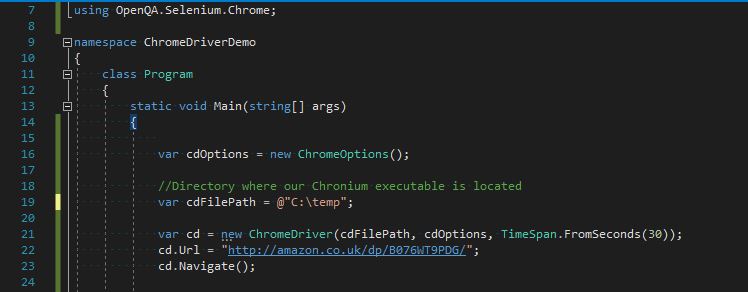 7 using OpenQA.Selenium.Chrome;
8
9 namespace ChromeDriverDemo
10 {
11 class Program
12 {
13 static void Main(string[] args)
14 {
15
16 var cdOptions = new ChromeOptions();
17
18 //Directory where our Chronium executable is located
19 var cdFilePath = @"C:\temp";
20
21 var cd = new ChromeDriver(cdFilePath, cdOptions, TimeSpan.FromSeconds(30));
22 cd.Url = "http://amazon.co.uk/dp/B076WT9PDG/";
23 cd.Navigate();
24